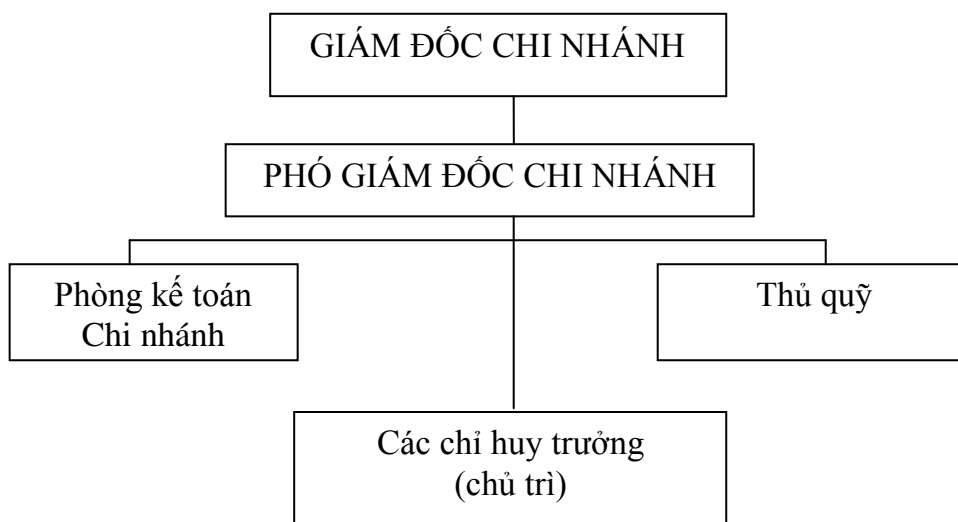 GIÁM ĐỐC CHI NHÁNH
PHÓ GIÁM ĐỐC CHI NHÁNH
Phòng kế toán
Chi nhánh
Thủ quỹ
Các chỉ huy trưởng
(chủ trì)